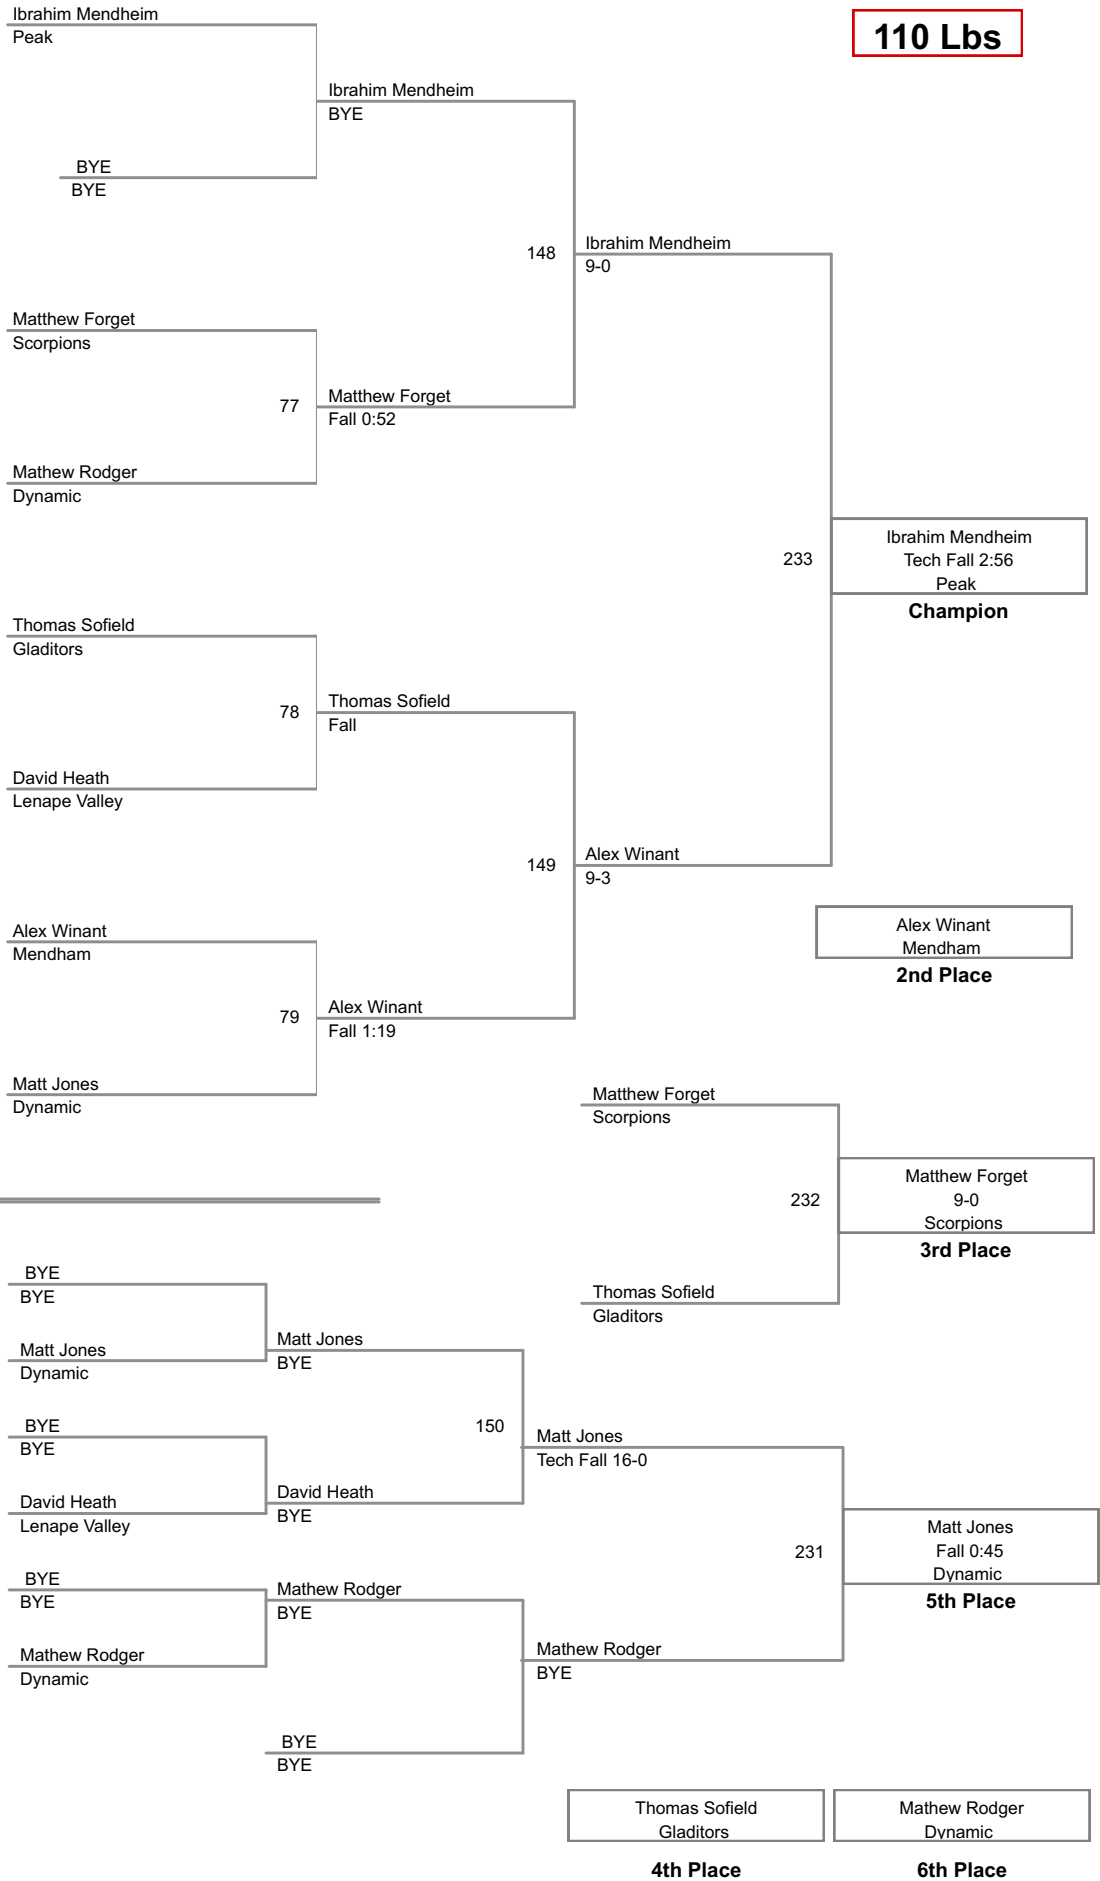 Ibrahim Mendheim
Peak
110 Lbs
Ibrahim Mendheim
BYE
BYE
BYE
148
Ibrahim Mendheim
9-0
Matthew Forget
Scorpions
77
Matthew Forget
Fall 0:52
Mathew Rodger
Dynamic
233
Ibrahim Mendheim
Tech Fall 2:56
Peak
Champion
Thomas Sofield
Gladitors
78
Thomas Sofield
Fall
David Heath
Lenape Valley
149
Alex Winant
9-3
Alex Winant
Mendham
2nd Place
Alex Winant
Mendham
79
Alex Winant
Fall 1:19
Matt Jones
Dynamic
Matthew Forget
Scorpions
232
Matthew Forget
9-0
Scorpions
3rd Place
Thomas Sofield
Gladitors
BYE
BYE
Matt Jones
BYE
Matt Jones
Dynamic
150
Matt Jones
Tech Fall 16-0
BYE
BYE
David Heath
BYE
David Heath
Lenape Valley
231
Matt Jones
Fall 0:45
Dynamic
5th Place
BYE
BYE
Mathew Rodger
BYE
Mathew Rodger
Dynamic
Mathew Rodger
BYE
BYE
BYE
Thomas Sofield
Gladitors
4th Place
Mathew Rodger
Dynamic
6th Place